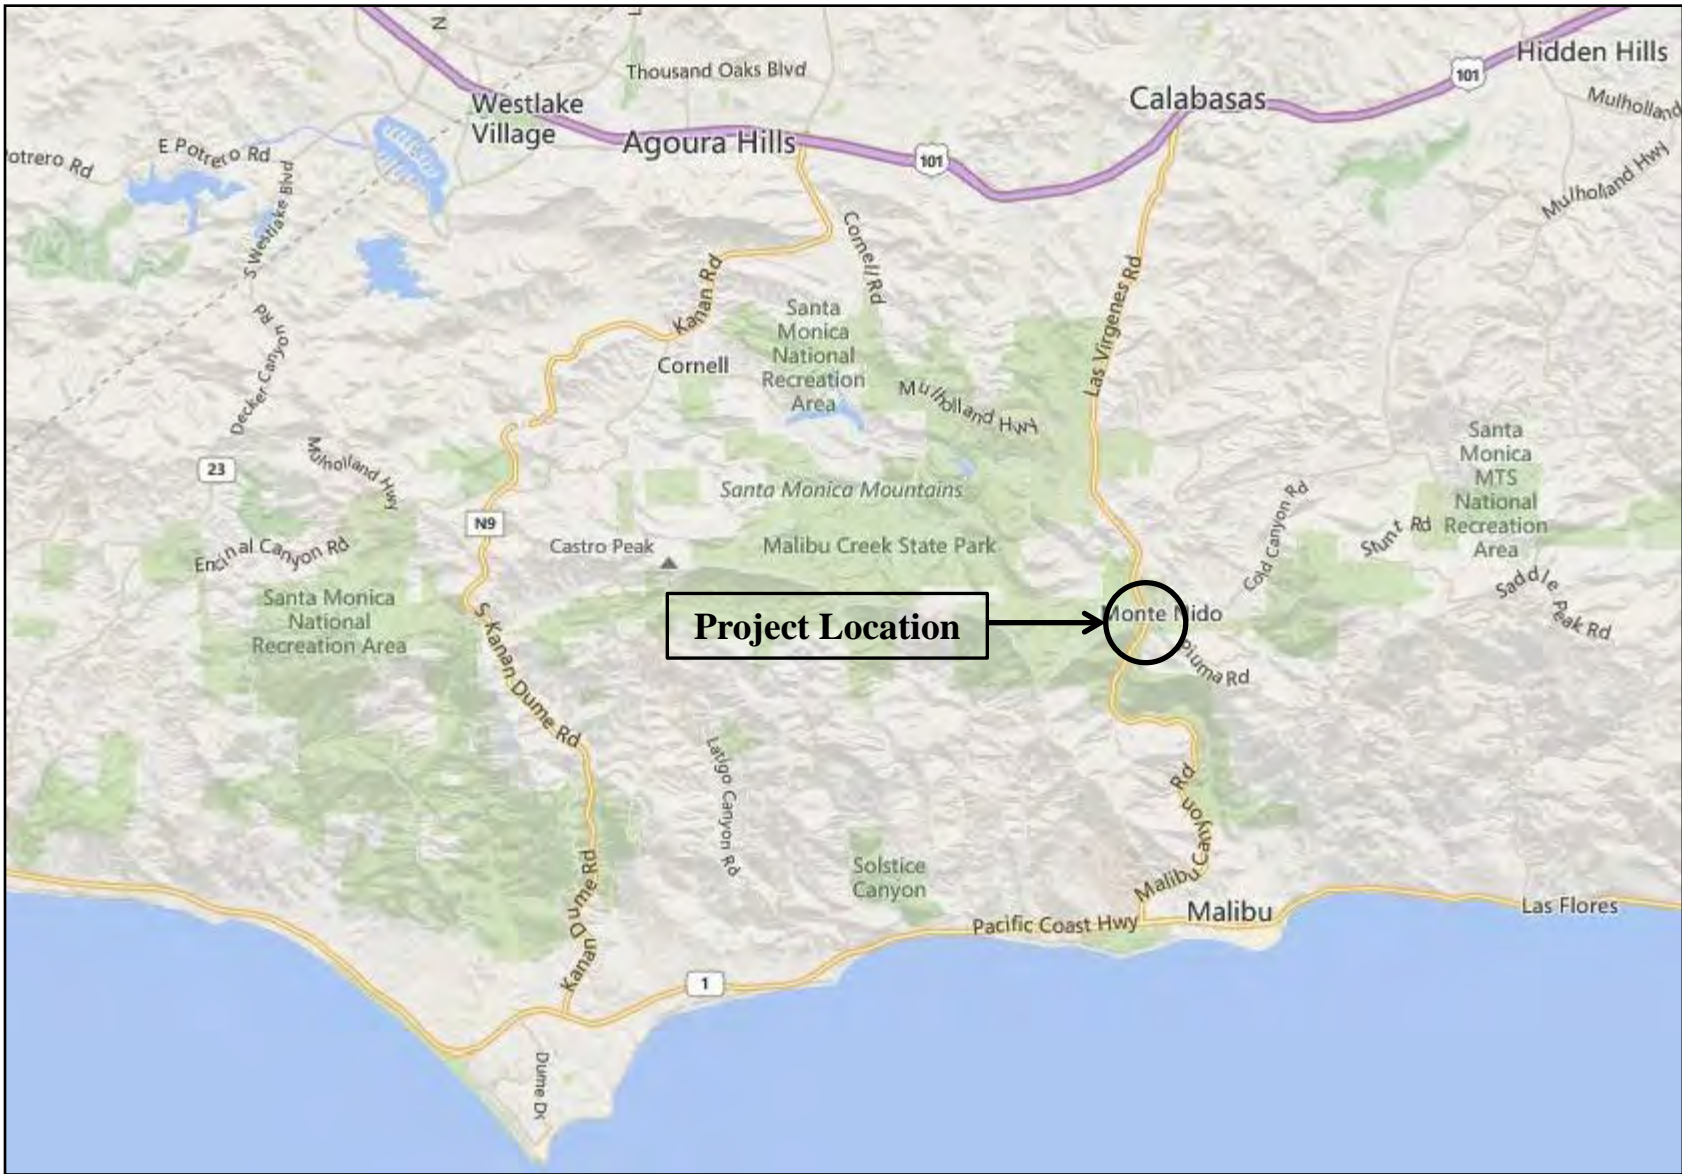 Hidden Hills
101
Thousand Oaks Blvd
Mulholland
Calabasas
Westlake
Village
Agoura Hills
E Potrero Rd
otrero Rd
101
Mulholland Hwy
S Westlake Blvd
Cornell Rd
Kanan Rd
Las Virgenes Rd
Santa
Monica
National
Recreation
Area
Decker Canyon Rd
Cornell
Mulholland Hwy
Mulholland Hwy
23
Santa
Monica
MTS
National
Recreation
Area
Santa Monica Mountains
Cold Canyon Rd
N9
Stunt Rd
Encinal Canyon Rd
Castro Peak
Malibu Creek State Park
Saddle Peak Rd
Santa Monica
National
Recreation Area
Project Location
Monte Nido
Piuma Rd
S Kanan Dume Rd
Latigo Canyon Rd
Malibu Canyon Rd
Kanan Dume Rd
Solstice
Canyon
Malibu
Las Flores
Pacific Coast Hwy
1
Dume Dr